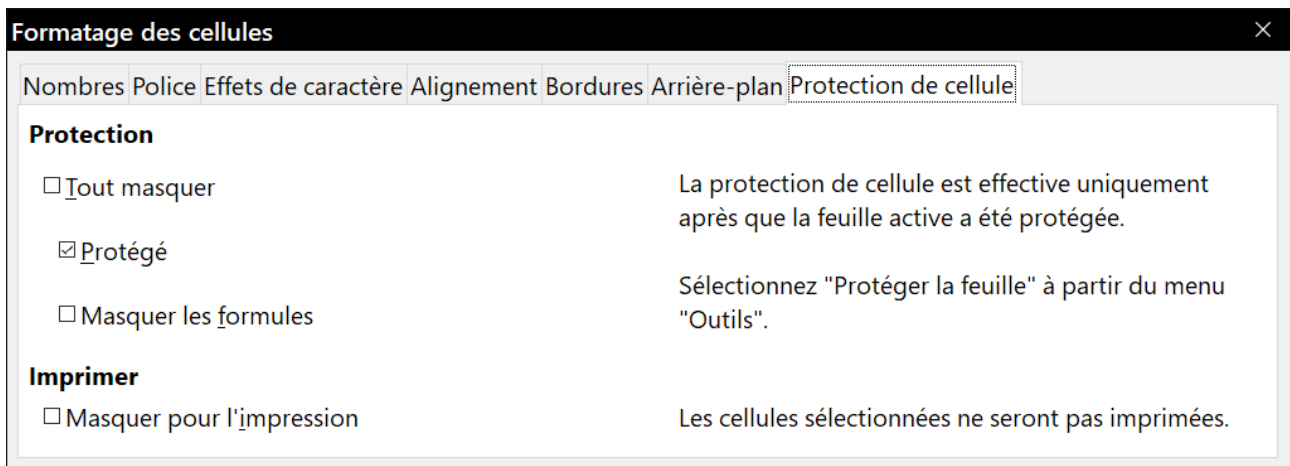 Formatage des cellules
Nombres Police Effets de caractère Alignement Bordures Arrière-plan Protection de cellule
Protection
Tout masquer
La protection de cellule est effective uniquement
après que la feuille active a été protégée.
Protégé
Sélectionnez "Protéger la feuille" à partir du menu
"Outils".
Masquer les formules
Imprimer
Masquer pour l'impression
Les cellules sélectionnées ne seront pas imprimées.